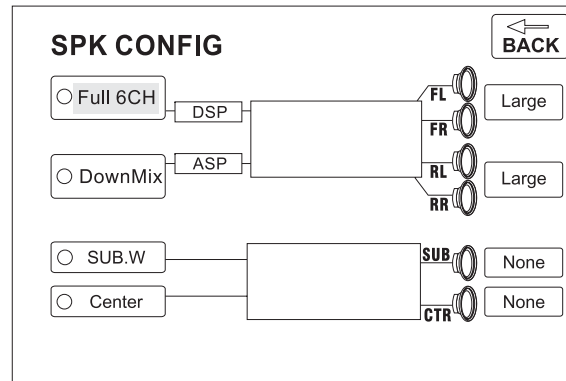 SPK CONFIG
BACK
Full 6CH
DSP
FL
Large
FR
DownMix
ASP
RL
Large
RR
SUB.W
SUB
None
Center
CTR
None